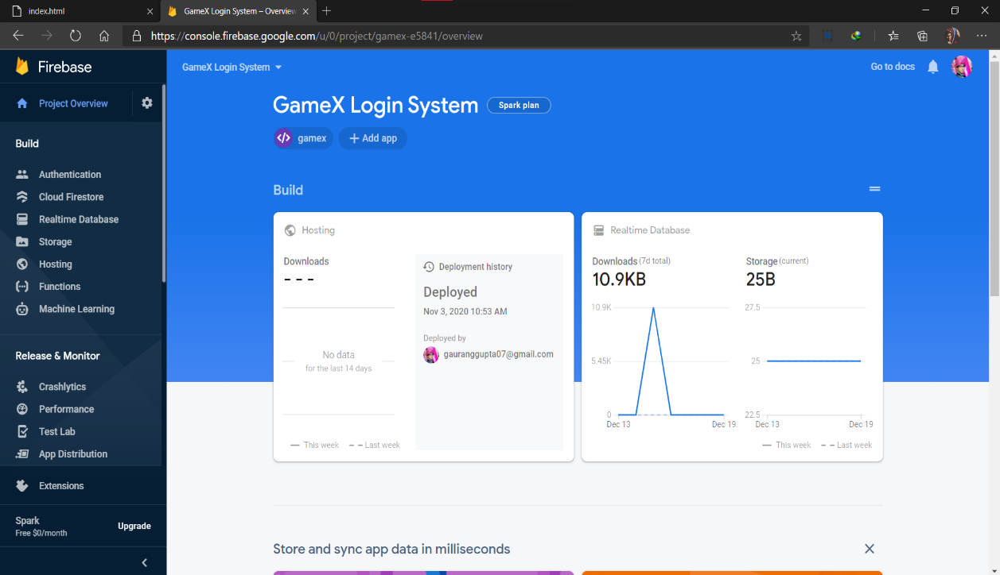 index.html
GameX Login System – Overview
https://console.firebase.google.com/u/0/project/gamex-e5841/overview
Firebase
Project Overview
Build
Authentication
Cloud Firestore
Realtime Database
Storage
Hosting
Functions
Machine Learning
Release & Monitor
Crashlytics
Performance
Test Lab
App Distribution
Extensions
Spark
Free $0/month
Upgrade
GameX Login System
Go to docs
GameX Login System
Spark plan
gamex
Add app
Build
Hosting
Downloads
- - -
No data
for the last 14 days
This week
Last week
Deployment history
Deployed
Nov 3, 2020 10:53 AM
Deployed by
gauranggupta07@gmail.com
Realtime Database
Downloads (7d total)
10.9KB
10.9K
5.45K
0
Dec 13 Dec 19
Storage (current)
25B
27.5
25
22.5
Dec 13 Dec 19
This week
Last week
Store and sync app data in milliseconds